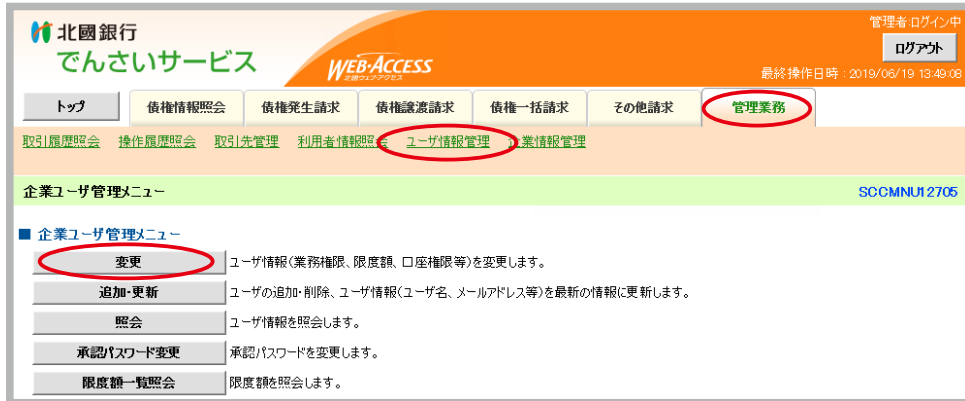 北國銀行
でんさいサービス
WEB-ACCESS
北國ウェブ・アクセス
管理者:ログイン中
ログアウト
最終操作日時：2019/06/19 13:49:08
トップ 債権情報照会 債権発生請求 債権譲渡請求 債権一括請求 その他請求 管理業務
取引履歴照会 操作履歴照会 取引先管理 利用者情報照会 ユーザ情報管理 企業情報管理
企業ユーザ管理メニュー SCCMNU12705
■ 企業ユーザ管理メニュー
変更 ユーザ情報(業務権限、限度額、口座権限等)を変更します。
追加・更新 ユーザの追加・削除、ユーザ情報(ユーザ名、メールアドレス等)を最新の情報に更新します。
照会 ユーザ情報を照会します。
承認パスワード変更 承認パスワードを変更します。
限度額一覧照会 限度額を照会します。